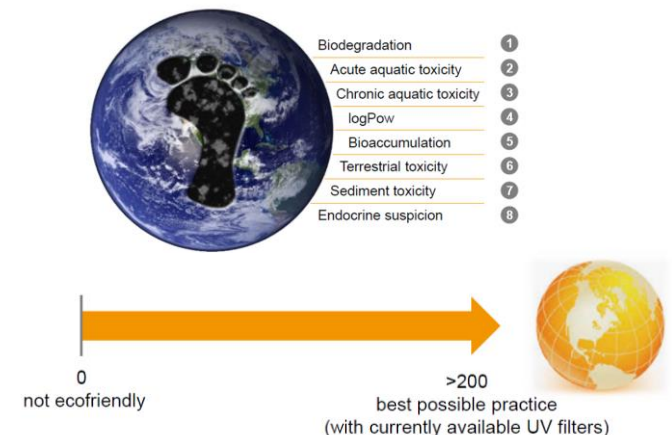 Biodegradation 1
Acute aquatic toxicity 2
Chronic aquatic toxicity 3
logPow 4
Bioaccumulation 5
Terrestrial toxicity 6
Sediment toxicity 7
Endocrine suspicion 8
0
not ecofriendly
>200
best possible practice
(with currently available UV filters)